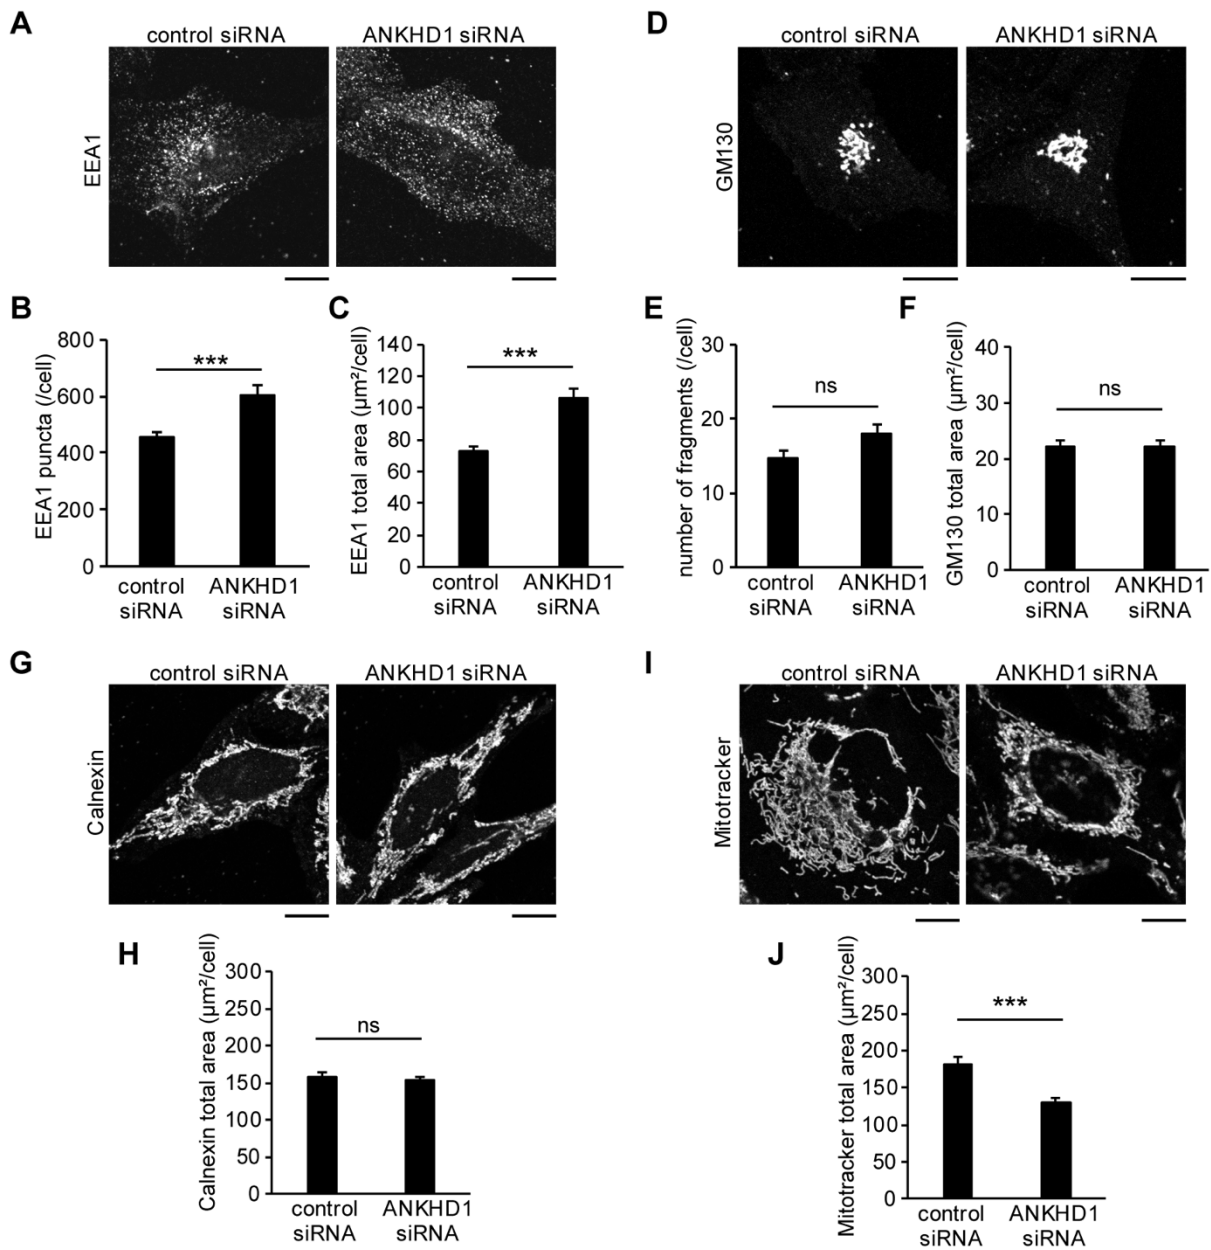 A
control siRNA
ANKHD1 siRNA
EEA1
D
control siRNA
ANKHD1 siRNA
GM130
B
EEA1 puncta (/cell)
800
600
400
200
0
***
control
siRNA
ANKHD1
siRNA
C
EEA1 total area (µm²/cell)
140
120
100
80
60
40
20
0
***
control
siRNA
ANKHD1
siRNA
E
number of fragments (/cell)
30
20
10
0
ns
control
siRNA
ANKHD1
siRNA
F
GM130 total area (µm²/cell)
40
30
20
10
0
ns
control
siRNA
ANKHD1
siRNA
G
control siRNA
ANKHD1 siRNA
Calnexin
I
control siRNA
ANKHD1 siRNA
Mitotracker
H
Calnexin total area (µm²/cell)
300
250
200
150
100
50
0
ns
control
siRNA
ANKHD1
siRNA
J
Mitotracker total area (µm²/cell)
300
250
200
150
100
50
0
***
control
siRNA
ANKHD1
siRNA